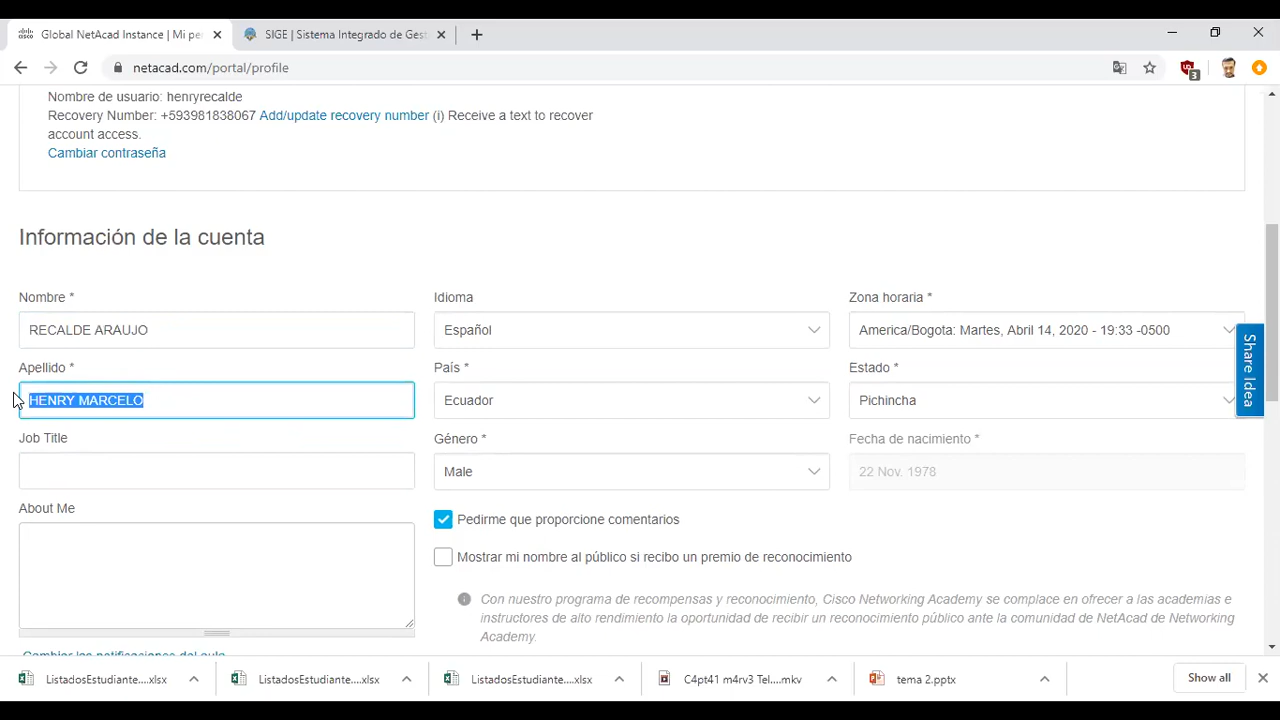 Global NetAcad Instance | Mi pe
SIGE | Sistema Integrado de Gest
netacad.com/portal/profile
3
Nombre de usuario: henryrecalde
Recovery Number: +593981838067 Add/update recovery number (i) Receive a text to recover
account access.
Cambiar contraseña
Información de la cuenta
Nombre * Idioma Zona horaria *
RECALDE ARAUJO Español America/Bogota: Martes, Abril 14, 2020 - 19:33 -0500
Apellido * País * Estado *
HENRY MARCELO Ecuador Pichincha
Share Idea
Job Title Género * Fecha de nacimiento *
Male 22 Nov. 1978
About Me
Pedirme que proporcione comentarios
Mostrar mi nombre al público si recibo un premio de reconocimiento
Con nuestro programa de recompensas y reconocimiento, Cisco Networking Academy se complace en ofrecer a las academias e
instructores de alto rendimiento la oportunidad de recibir un reconocimiento público ante la comunidad de NetAcad de Networking
Academy.
Cambiar las notificaciones del aula
ListadosEstudiante....xlsx ListadosEstudiante....xlsx ListadosEstudiante....xlsx C4pt41 m4rv3 Tel....mkv tema 2.pptx Show all